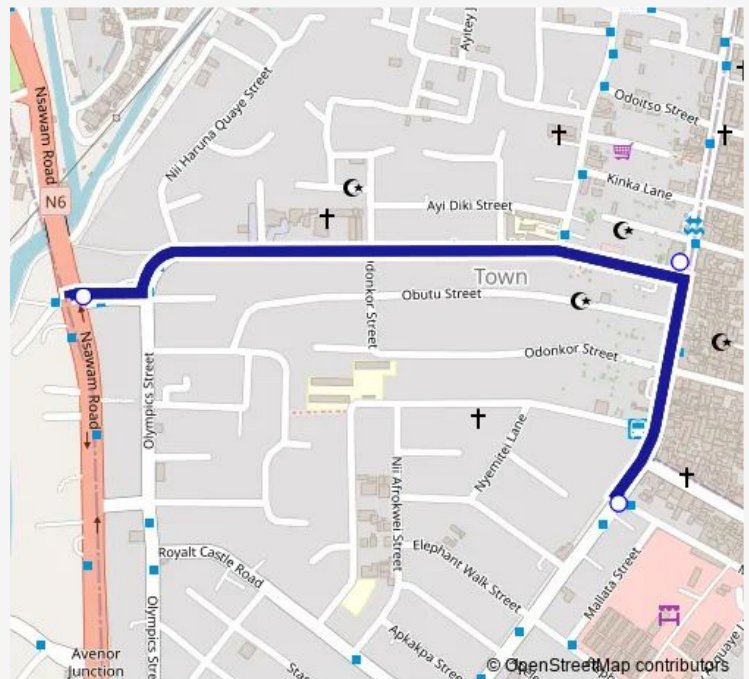 Ayitey J
Nii Haruna Quaye Street
Nsawam Road
N6
Odoitso Street
Kinka Lane
Ayi Diki Street
Town
Obutu Street
donkor Street
Odonkor Street
Nsawam Road
Olympics Street
Nyemitei Lane
Nii Afrokwei Street
Royalt Castle Road
Elephant Walk Street
Mallata Street
Olympics Stre
Apkakpa Stree
Avenor
Junction
© OpenStreetMap contributors